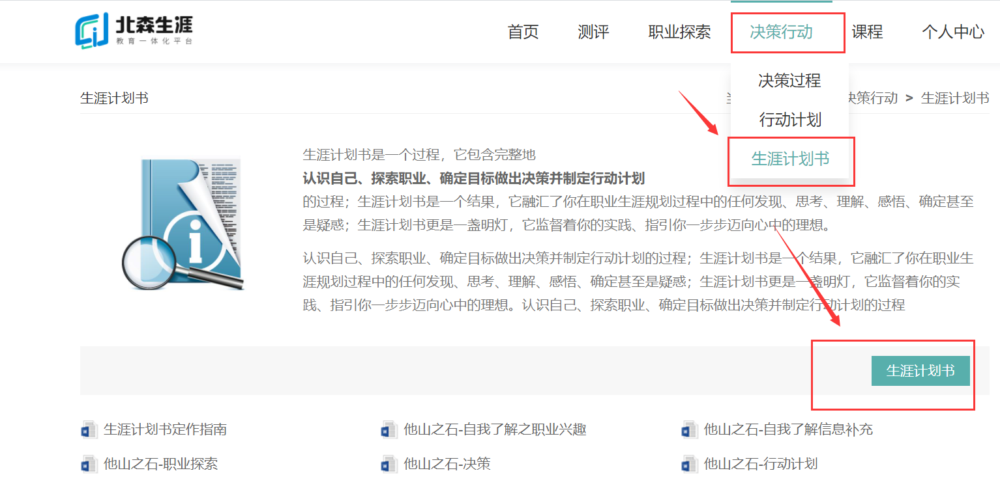 北森生涯
教育一体化平台
首页
测评
职业探索
决策行动
课程
个人中心
决策过程
行动计划
生涯计划书
生涯计划书
决策行动 > 生涯计划书
生涯计划书是一个过程，它包含完整地
认识自己、探索职业、确定目标做出决策并制定行动计划
的过程；生涯计划书是一个结果，它融汇了你在职业生涯规划过程中的任何发现、思考、理解、感悟、确定甚至
是疑惑；生涯计划书更是一盏明灯，它监督着你的实践、指引你一步步迈向心中的理想。
认识自己、探索职业、确定目标做出决策并制定行动计划的过程；生涯计划书是一个结果，它融汇了你在职业生
涯规划过程中的任何发现、思考、理解、感悟、确定甚至是疑惑；生涯计划书更是一盏明灯，它监督着你的实
践、指引你一步步迈向心中的理想。认识自己、探索职业、确定目标做出决策并制定行动计划的过程
生涯计划书
生涯计划书定作指南
他山之石-自我了解之职业兴趣
他山之石-自我了解信息补充
他山之石-职业探索
他山之石-决策
他山之石-行动计划